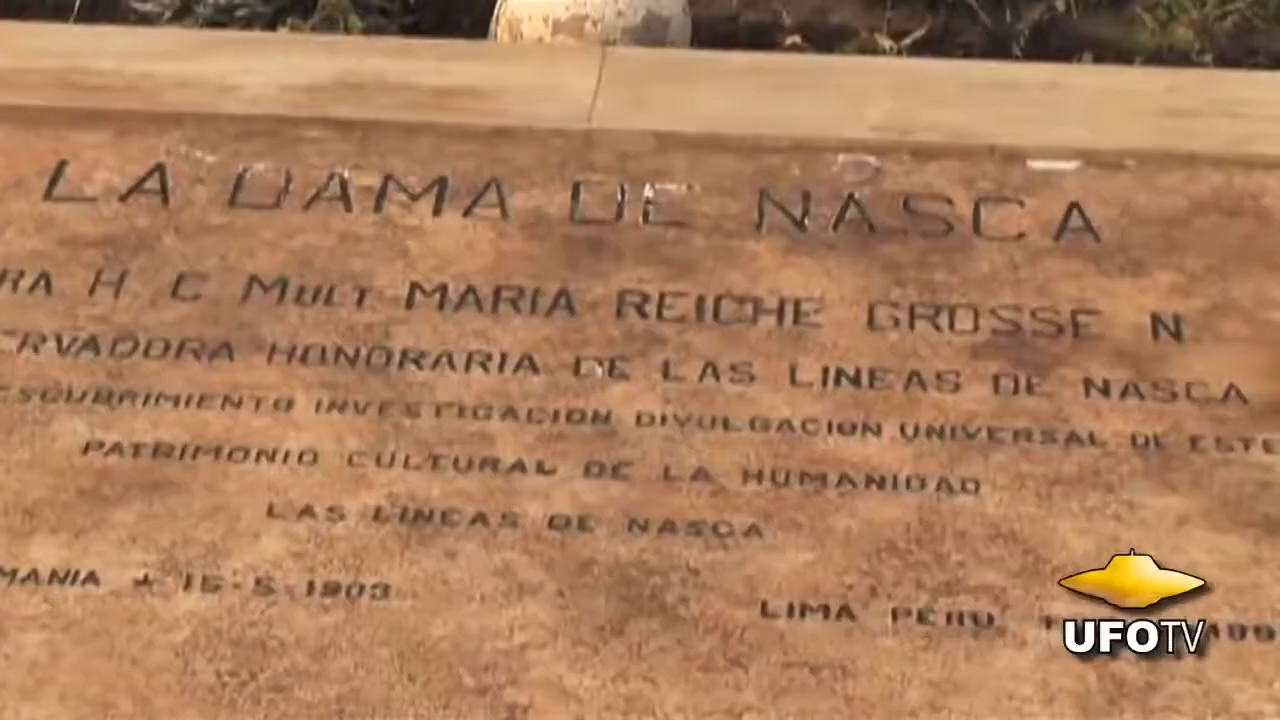 LA DAMA DE NASCA
RA H. C MULT MARIA REICHE GROSSE N.
ERVADORA HONORARIA DE LAS LINEAS DE NASCA
ESCUBRIMIENTO INVESTIGACION DIVULGACION UNIVERSAL DE ESTE
PATRIMONIO CULTURAL DE LA HUMANIDAD
LAS LINEAS DE NASCA
MANIA + 15-5-1903
LIMA PERU
UFOTV